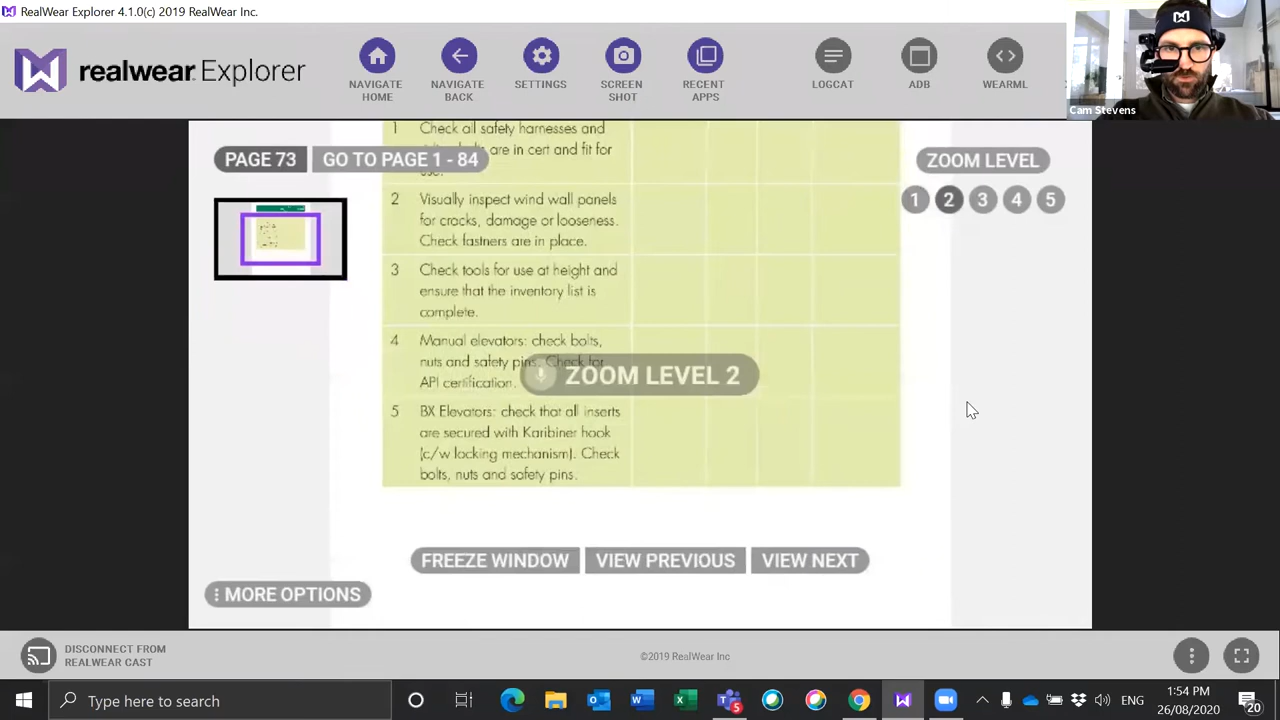 RealWear Explorer 4.1.0(c) 2019 RealWear Inc.
realwear Explorer
NAVIGATE HOME
NAVIGATE BACK
SETTINGS
SCREEN SHOT
RECENT APPS
LOGCAT
ADB
WEARML
Cam Stevens
PAGE 73
GO TO PAGE 1 - 84
ZOOM LEVEL
1 2 3 4 5
1 Check all safety harnesses and
are in cert and fit for
use.
2 Visually inspect wind wall panels
for cracks, damage or looseness.
Check fastners are in place.
3 Check tools for use at height and
ensure that the inventory list is
complete.
4 Manual elevators: check bolts,
nuts and safety pins. Check for
API certification.
ZOOM LEVEL 2
5 BX Elevators: check that all inserts
are secured with Karibiner hook
(c/w locking mechanism). Check
bolts, nuts and safety pins.
FREEZE WINDOW
VIEW PREVIOUS
VIEW NEXT
MORE OPTIONS
DISCONNECT FROM
REALWEAR CAST
©2019 RealWear Inc
Type here to search
5
ENG
1:54 PM
26/08/2020
20